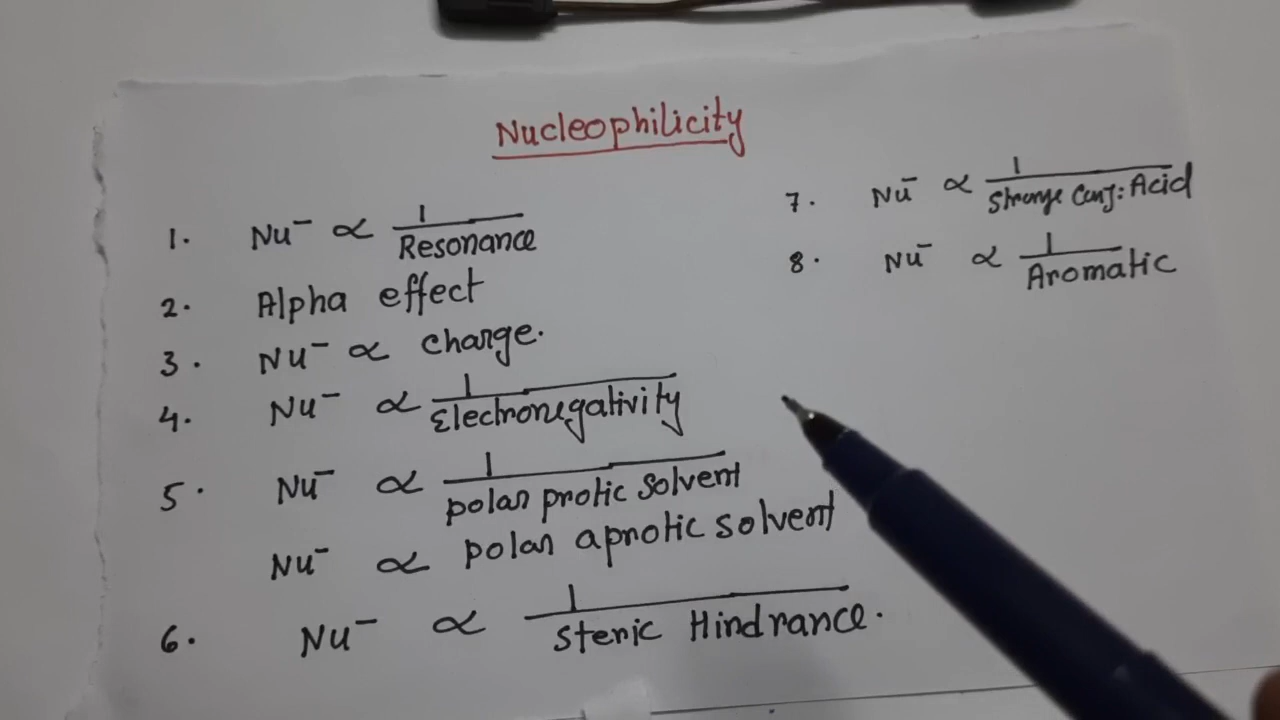 Nucleophilicity
1. Nu⁻ ∝ 1/Resonance
2. Alpha effect
3. Nu⁻ ∝ charge.
4. Nu⁻ ∝ 1/Electronegativity
5. Nu⁻ ∝ 1/polar protic solvent
Nu⁻ ∝ polar aprotic solvent
6. Nu⁻ ∝ 1/Steric Hindrance.
7. Nu⁻ ∝ 1/Stronge Conj: Acid
8. Nu⁻ ∝ 1/Aromatic